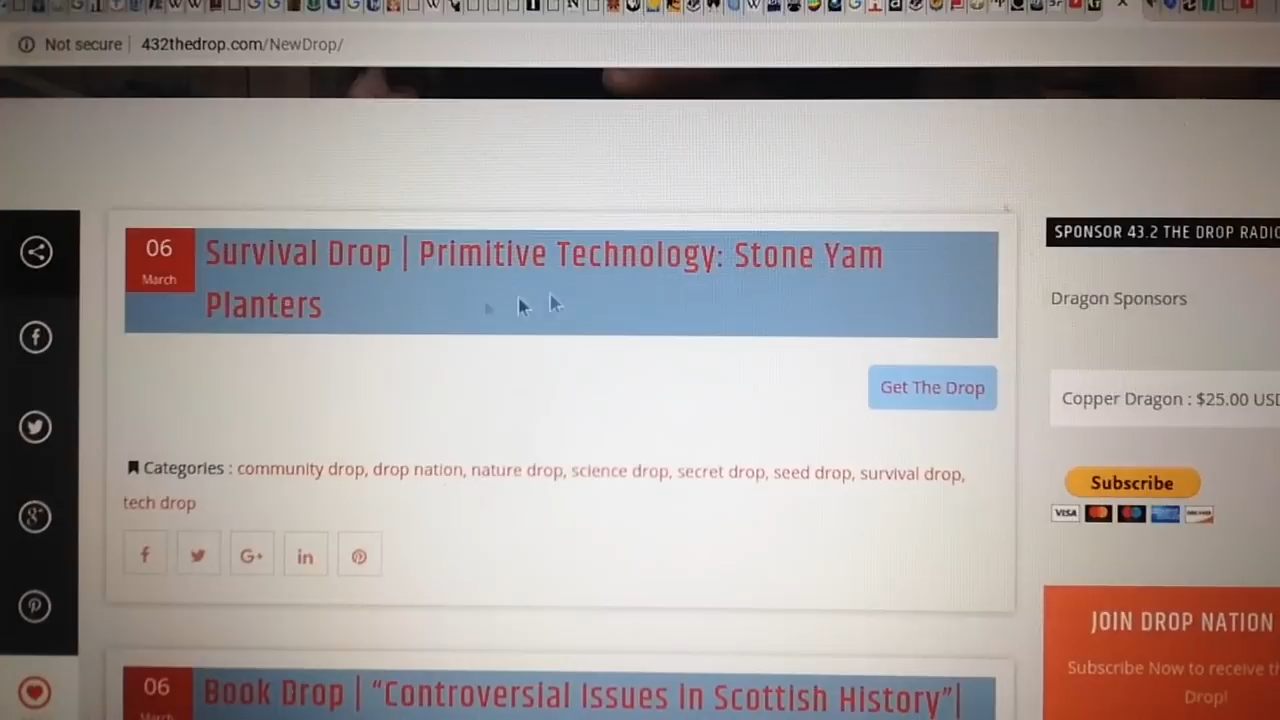 Not secure 432thedrop.com/NewDrop/
06
March
Survival Drop | Primitive Technology: Stone Yam
Planters
Get The Drop
Categories : community drop, drop nation, nature drop, science drop, secret drop, seed drop, survival drop,
tech drop
f
G+
in
06
March
Book Drop | “Controversial Issues in Scottish History”|
SPONSOR 43.2 THE DROP RADIO
Dragon Sponsors
Copper Dragon : $25.00 USD
Subscribe
VISA
JOIN DROP NATION
Subscribe Now to receive
Drop!